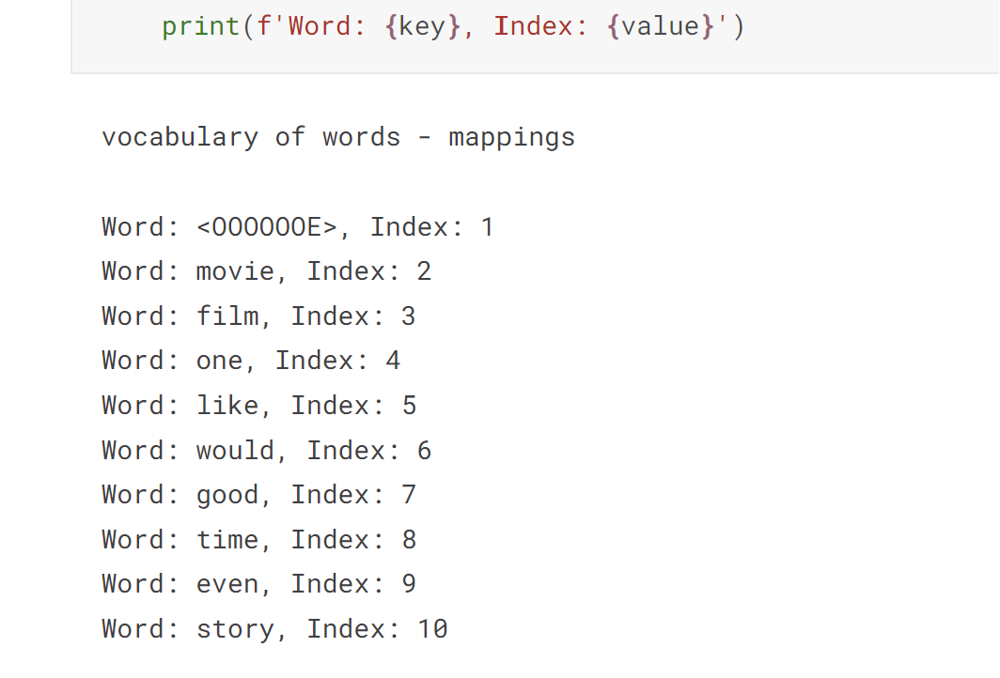 print(f'Word: {key}, Index: {value}')
vocabulary of words - mappings
Word: <OOOOOOE>, Index: 1
Word: movie, Index: 2
Word: film, Index: 3
Word: one, Index: 4
Word: like, Index: 5
Word: would, Index: 6
Word: good, Index: 7
Word: time, Index: 8
Word: even, Index: 9
Word: story, Index: 10